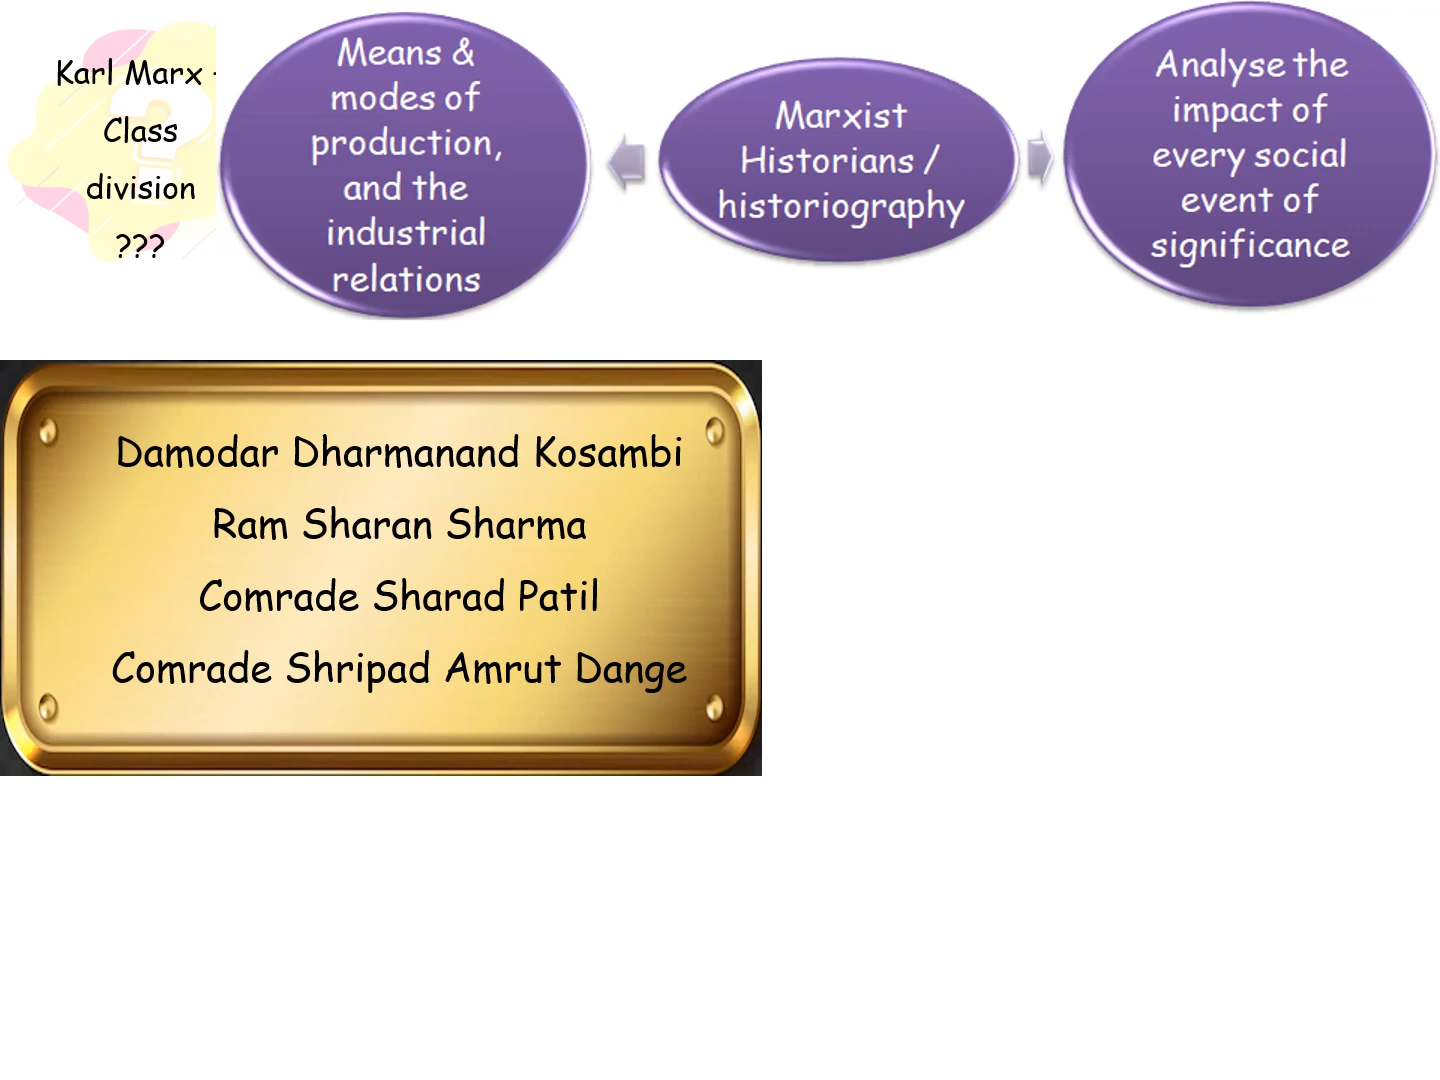 Karl Marx -
Class
division
???
Means &
modes of
production,
and the
industrial
relations
Marxist
Historians /
historiography
Analyse the
impact of
every social
event of
significance
Damodar Dharmanand Kosambi
Ram Sharan Sharma
Comrade Sharad Patil
Comrade Shripad Amrut Dange